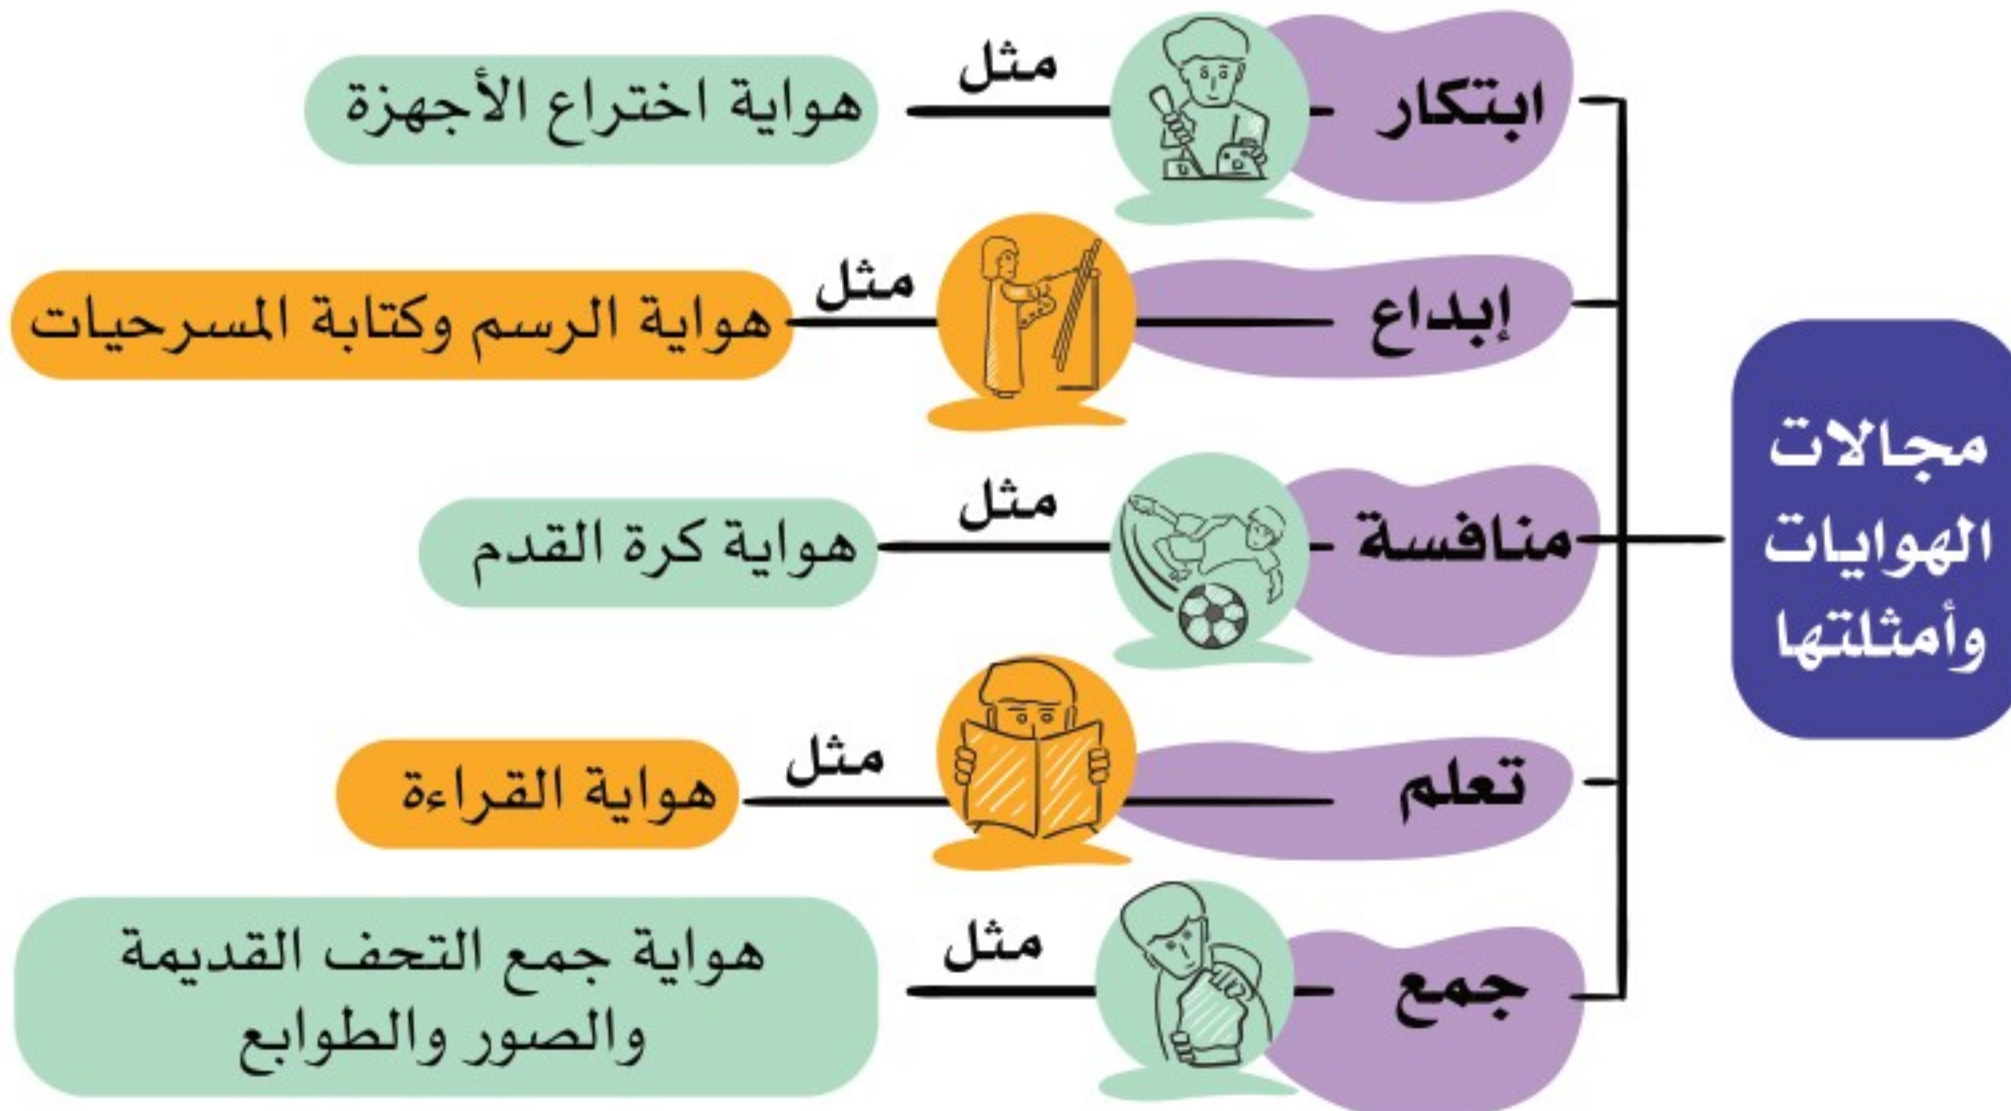 مجالات
الهوايات
وأمثلتها
ابتكار
مثل
هواية اختراع الأجهزة
إبداع
مثل
هواية الرسم وكتابة المسرحيات
منافسة
مثل
هواية كرة القدم
تعلم
مثل
هواية القراءة
جمع
مثل
هواية جمع التحف القديمة
والصور والطوابع